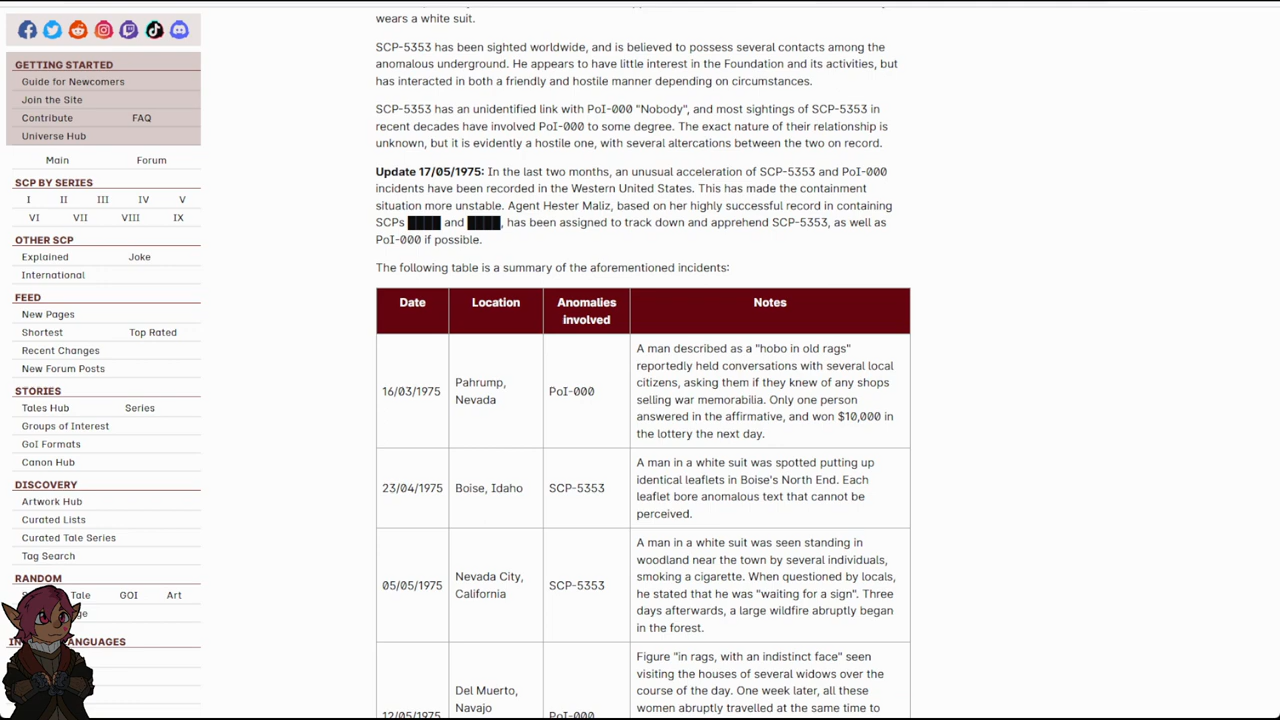 GETTING STARTED
Guide for Newcomers
Join the Site
Contribute FAQ
Universe Hub
Main Forum
SCP BY SERIES
I II III IV V
VI VII VIII IX
OTHER SCP
Explained Joke
International
FEED
New Pages
Shortest Top Rated
Recent Changes
New Forum Posts
STORIES
Tales Hub Series
Groups of Interest
GoI Formats
Canon Hub
DISCOVERY
Artwork Hub
Curated Lists
Curated Tale Series
Tag Search
RANDOM
Tale GOI Art
wears a white suit.
SCP-5353 has been sighted worldwide, and is believed to possess several contacts among the
anomalous underground. He appears to have little interest in the Foundation and its activities, but
has interacted in both a friendly and hostile manner depending on circumstances.
SCP-5353 has an unidentified link with PoI-000 "Nobody", and most sightings of SCP-5353 in
recent decades have involved PoI-000 to some degree. The exact nature of their relationship is
unknown, but it is evidently a hostile one, with several altercations between the two on record.
Update 17/05/1975: In the last two months, an unusual acceleration of SCP-5353 and PoI-000
incidents have been recorded in the Western United States. This has made the containment
situation more unstable. Agent Hester Maliz, based on her highly successful record in containing
SCPs ████ and ████, has been assigned to track down and apprehend SCP-5353, as well as
PoI-000 if possible.
The following table is a summary of the aforementioned incidents:
Date Location Anomalies involved Notes
16/03/1975
Pahrump,
Nevada
PoI-000
A man described as a "hobo in old rags"
reportedly held conversations with several local
citizens, asking them if they knew of any shops
selling war memorabilia. Only one person
answered in the affirmative, and won $10,000 in
the lottery the next day.
23/04/1975
Boise, Idaho
SCP-5353
A man in a white suit was spotted putting up
identical leaflets in Boise's North End. Each
leaflet bore anomalous text that cannot be
perceived.
05/05/1975
Nevada City,
California
SCP-5353
A man in a white suit was seen standing in
woodland near the town by several individuals,
smoking a cigarette. When questioned by locals,
he stated that he was "waiting for a sign". Three
days afterwards, a large wildfire abruptly began
in the forest.
12/05/1975
Del Muerto,
Navajo
PoI-000
Figure "in rags, with an indistinct face" seen
visiting the houses of several widows over the
course of the day. One week later, all these
women abruptly travelled at the same time to